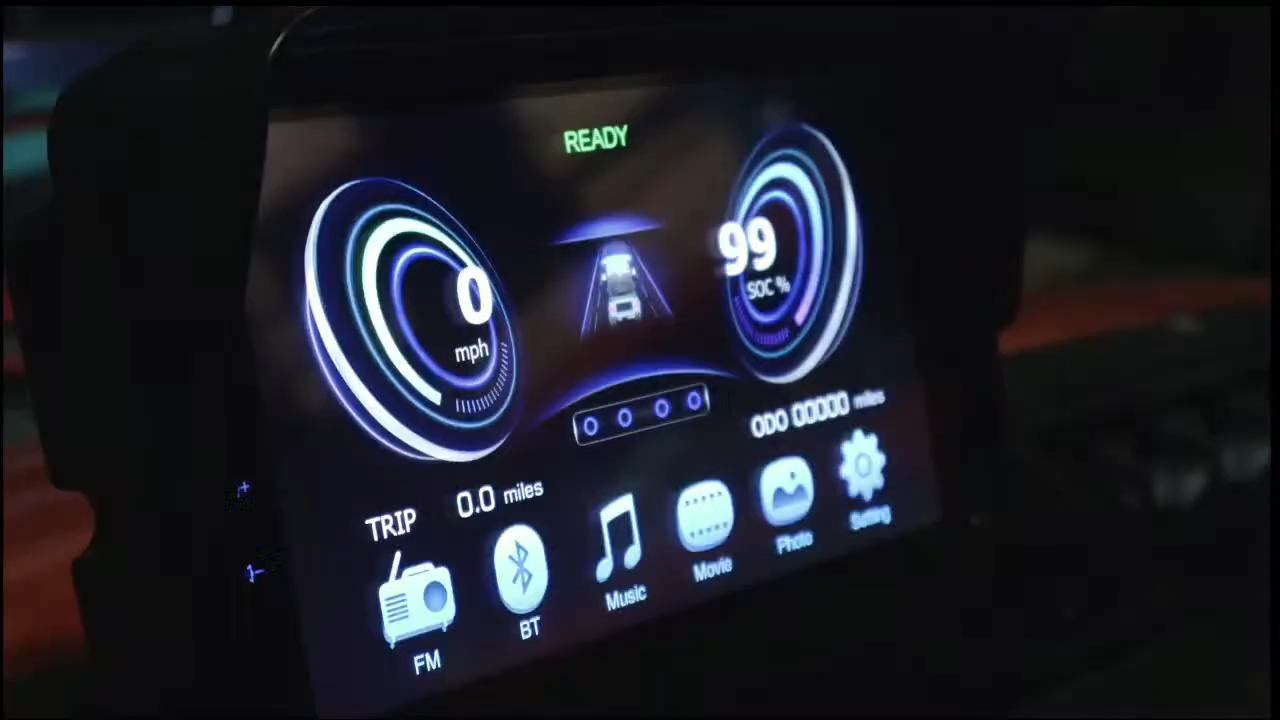 READY
0
mph
99
SOC %
ODO 00000 miles
TRIP 0.0 miles
FM
BT
Music
Movie
Photo
Setting